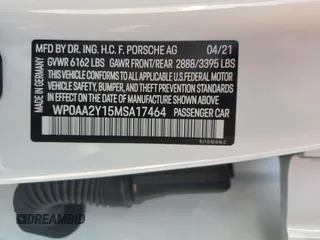 MFD BY DR. ING. H.C. F. PORSCHE AG 04/21
GVWR 6162 LBS GAWR FRONT/REAR 2888/3395 LBS
THIS VEHICLE CONFORMS TO ALL APPLICABLE FEDERAL
MOTOR VEHICLE SAFETY, BUMPER AND THEFT PREVENTION
STANDARDS IN EFFECT ON THE DATE OF MANUFACTURE
SHOWN ABOVE
WP0AA2Y15MSA17464 PASSENGER CAR
MADE IN GERMANY
DREAMBID